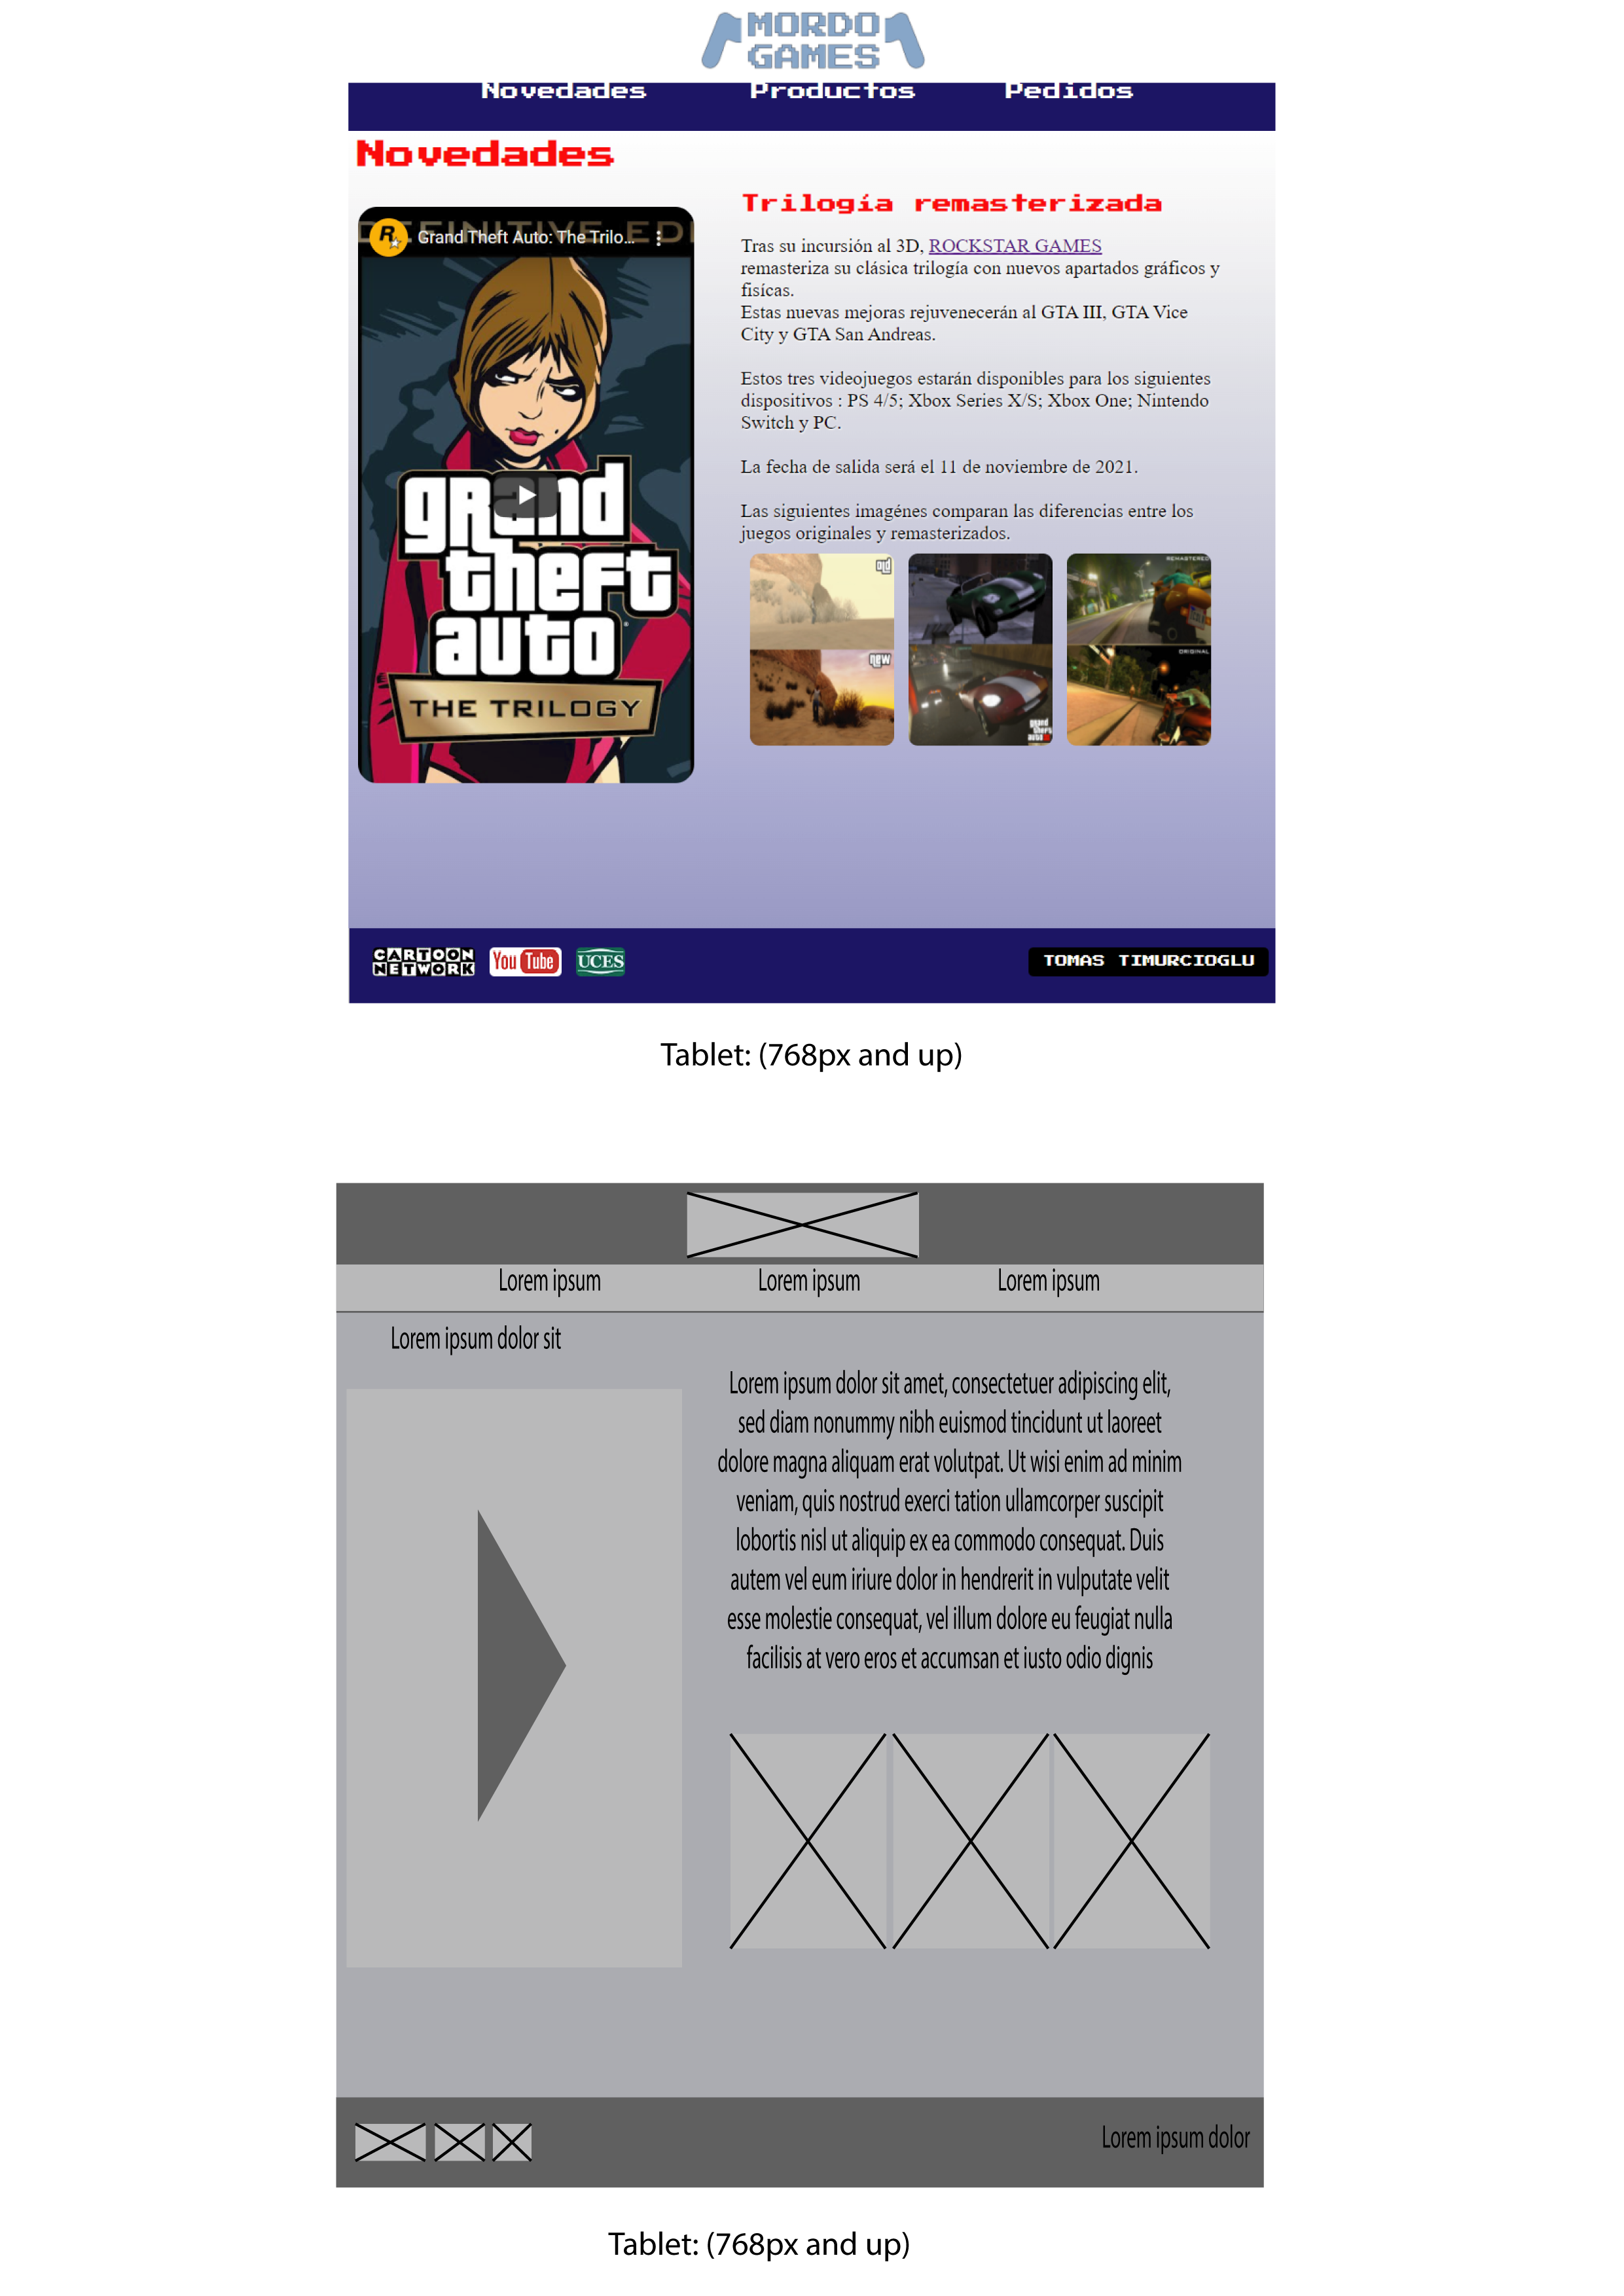 MORDO
GAMES
Novedades Productos Pedidos
Novedades
DEFINITIVE EDI
Grand Theft Auto: The Trilo...
grand
theft
auto
THE TRILOGY
Trilogía remasterizada
Tras su incursión al 3D, ROCKSTAR GAMES
remasteriza su clásica trilogía con nuevos apartados gráficos y
fisícas.
Estas nuevas mejoras rejuvenecerán al GTA III, GTA Vice
City y GTA San Andreas.
Estos tres videojuegos estarán disponibles para los siguientes
dispositivos : PS 4/5; Xbox Series X/S; Xbox One; Nintendo
Switch y PC.
La fecha de salida será el 11 de noviembre de 2021.
Las siguientes imagénes comparan las diferencias entre los
juegos originales y remasterizados.
old
new
grand
theft
auto
REMASTERED
ORIGINAL
CARTOON
NETWORK
YouTube
UCES
TOMAS TIMURCIOGLU
Tablet: (768px and up)
Lorem ipsum Lorem ipsum Lorem ipsum
Lorem ipsum dolor sit
Lorem ipsum dolor sit amet, consectetuer adipiscing elit,
sed diam nonummy nibh euismod tincidunt ut laoreet
dolore magna aliquam erat volutpat. Ut wisi enim ad minim
veniam, quis nostrud exerci tation ullamcorper suscipit
lobortis nisl ut aliquip ex ea commodo consequat. Duis
autem vel eum iriure dolor in hendrerit in vulputate velit
esse molestie consequat, vel illum dolore eu feugiat nulla
facilisis at vero eros et accumsan et iusto odio dignis
Lorem ipsum dolor
Tablet: (768px and up)